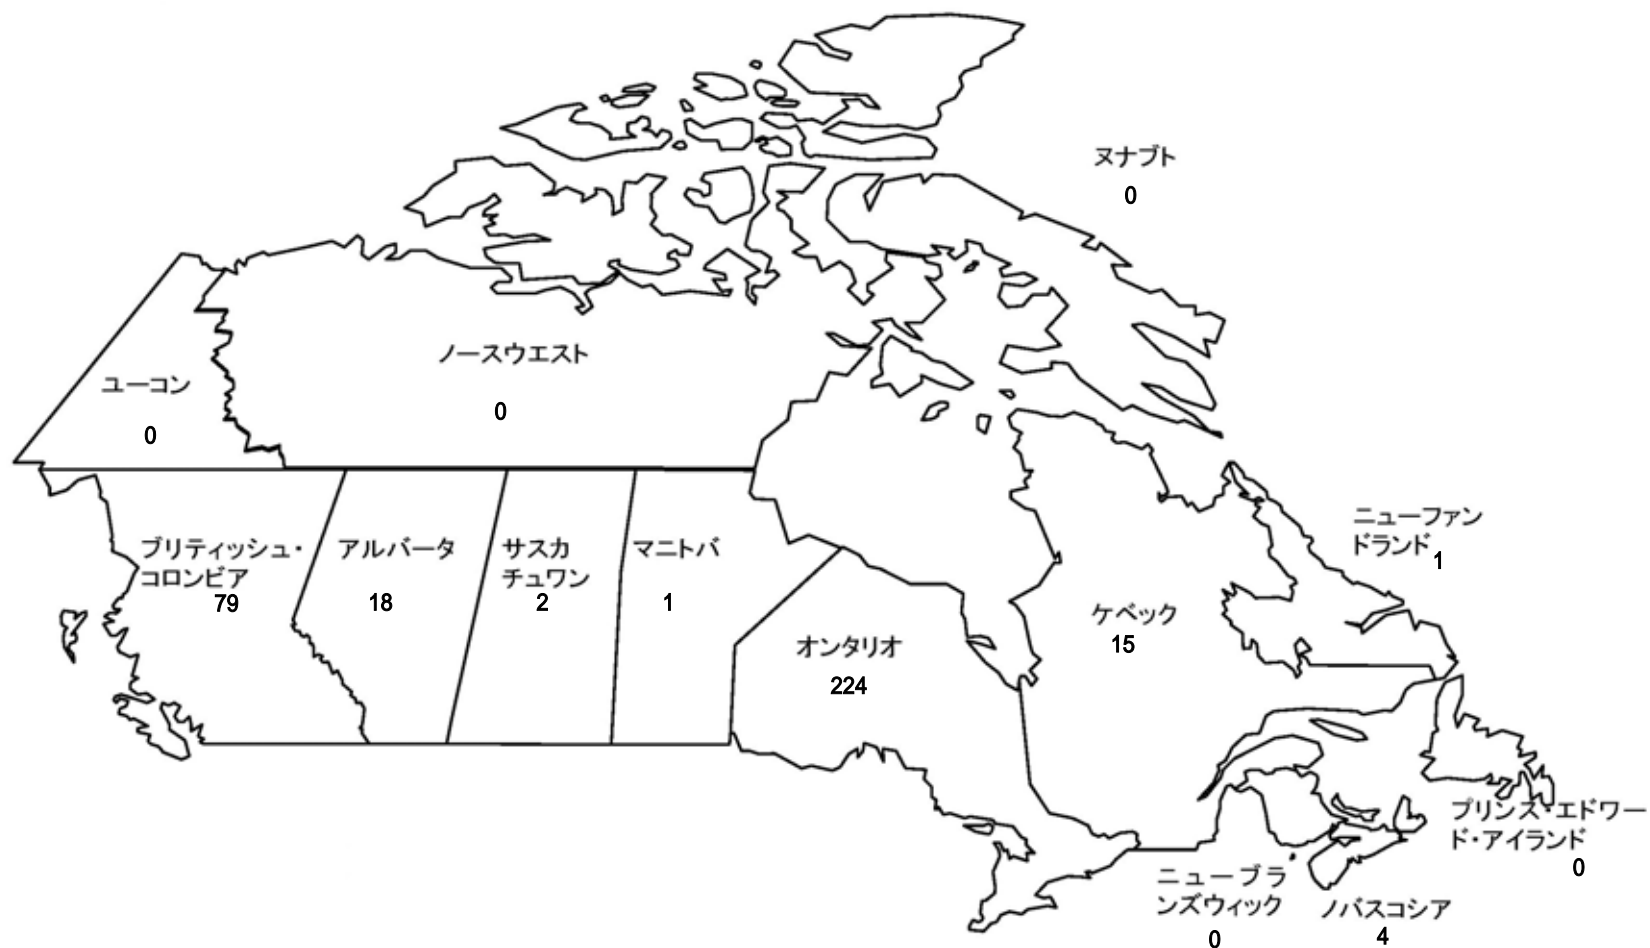 ヌナブト
0
ノースウエスト
0
ユーコン
0
ブリティッシュ・
コロンビア
79
アルバータ
18
サスカ
チュワン
2
マニトバ
1
オンタリオ
224
ケベック
15
ニューファン
ドランド
1
プリンス・エドワー
ド・アイランド
0
ニューブラ
ンズウィック
0
ノバスコシア
4